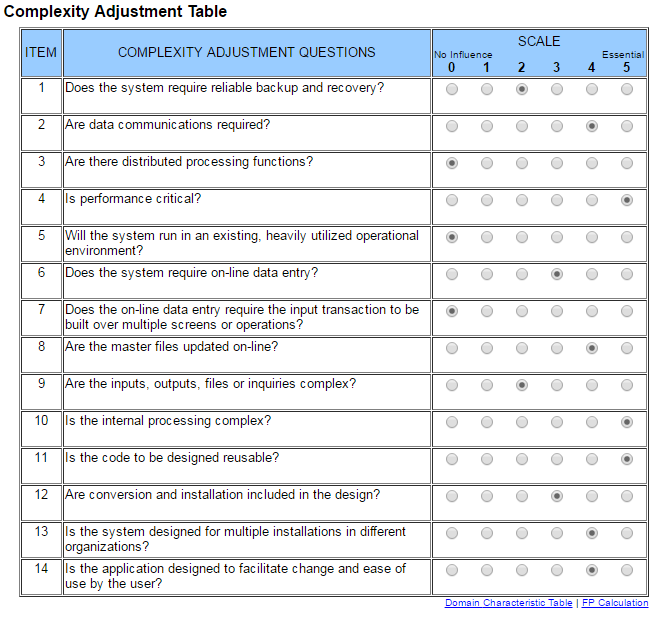 Complexity Adjustment Table
ITEM
COMPLEXITY ADJUSTMENT QUESTIONS
SCALE
No Influence Essential
0 1 2 3 4 5
1 Does the system require reliable backup and recovery?
2 Are data communications required?
3 Are there distributed processing functions?
4 Is performance critical?
5 Will the system run in an existing, heavily utilized operational
environment?
6 Does the system require on-line data entry?
7 Does the on-line data entry require the input transaction to be
built over multiple screens or operations?
8 Are the master files updated on-line?
9 Are the inputs, outputs, files or inquiries complex?
10 Is the internal processing complex?
11 Is the code to be designed reusable?
12 Are conversion and installation included in the design?
13 Is the system designed for multiple installations in different
organizations?
14 Is the application designed to facilitate change and ease of
use by the user?
Domain Characteristic Table | FP Calculation